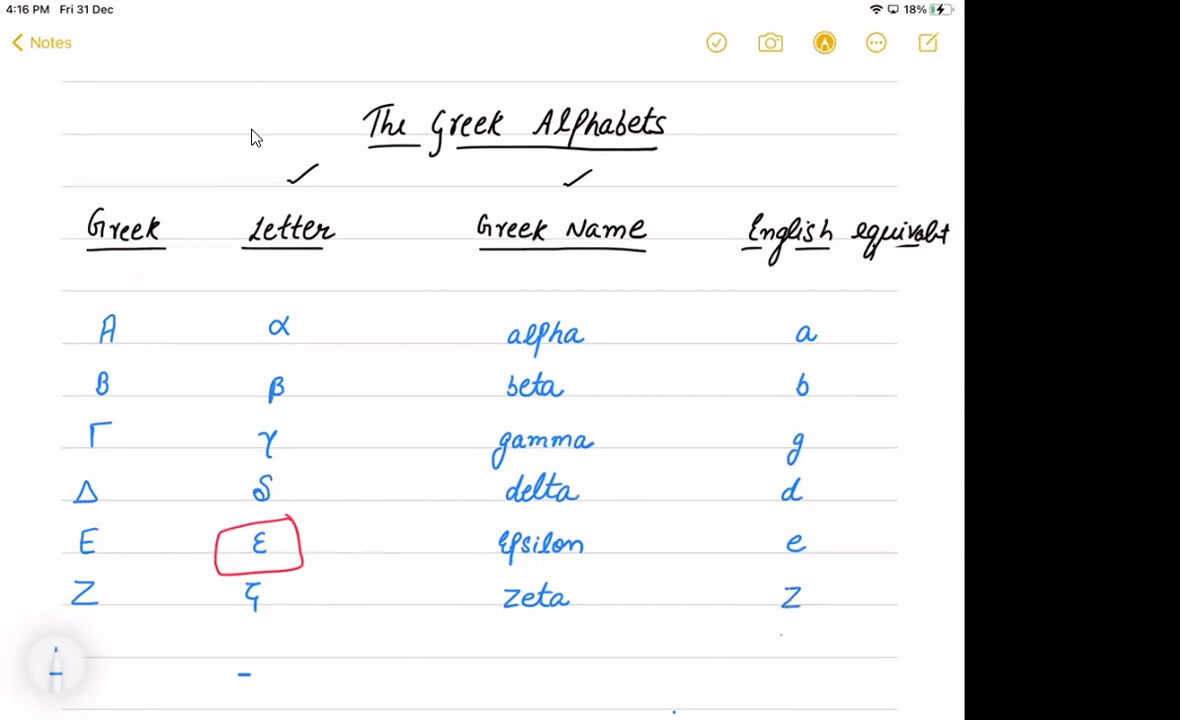 4:16 PM Fri 31 Dec 18%
Notes
The Greek Alphabets
Greek Letter Greek Name English equivalt
Α α alpha a
Β β beta b
Γ γ gamma g
Δ δ delta d
Ε ε Epsilon e
Ζ ζ zeta z